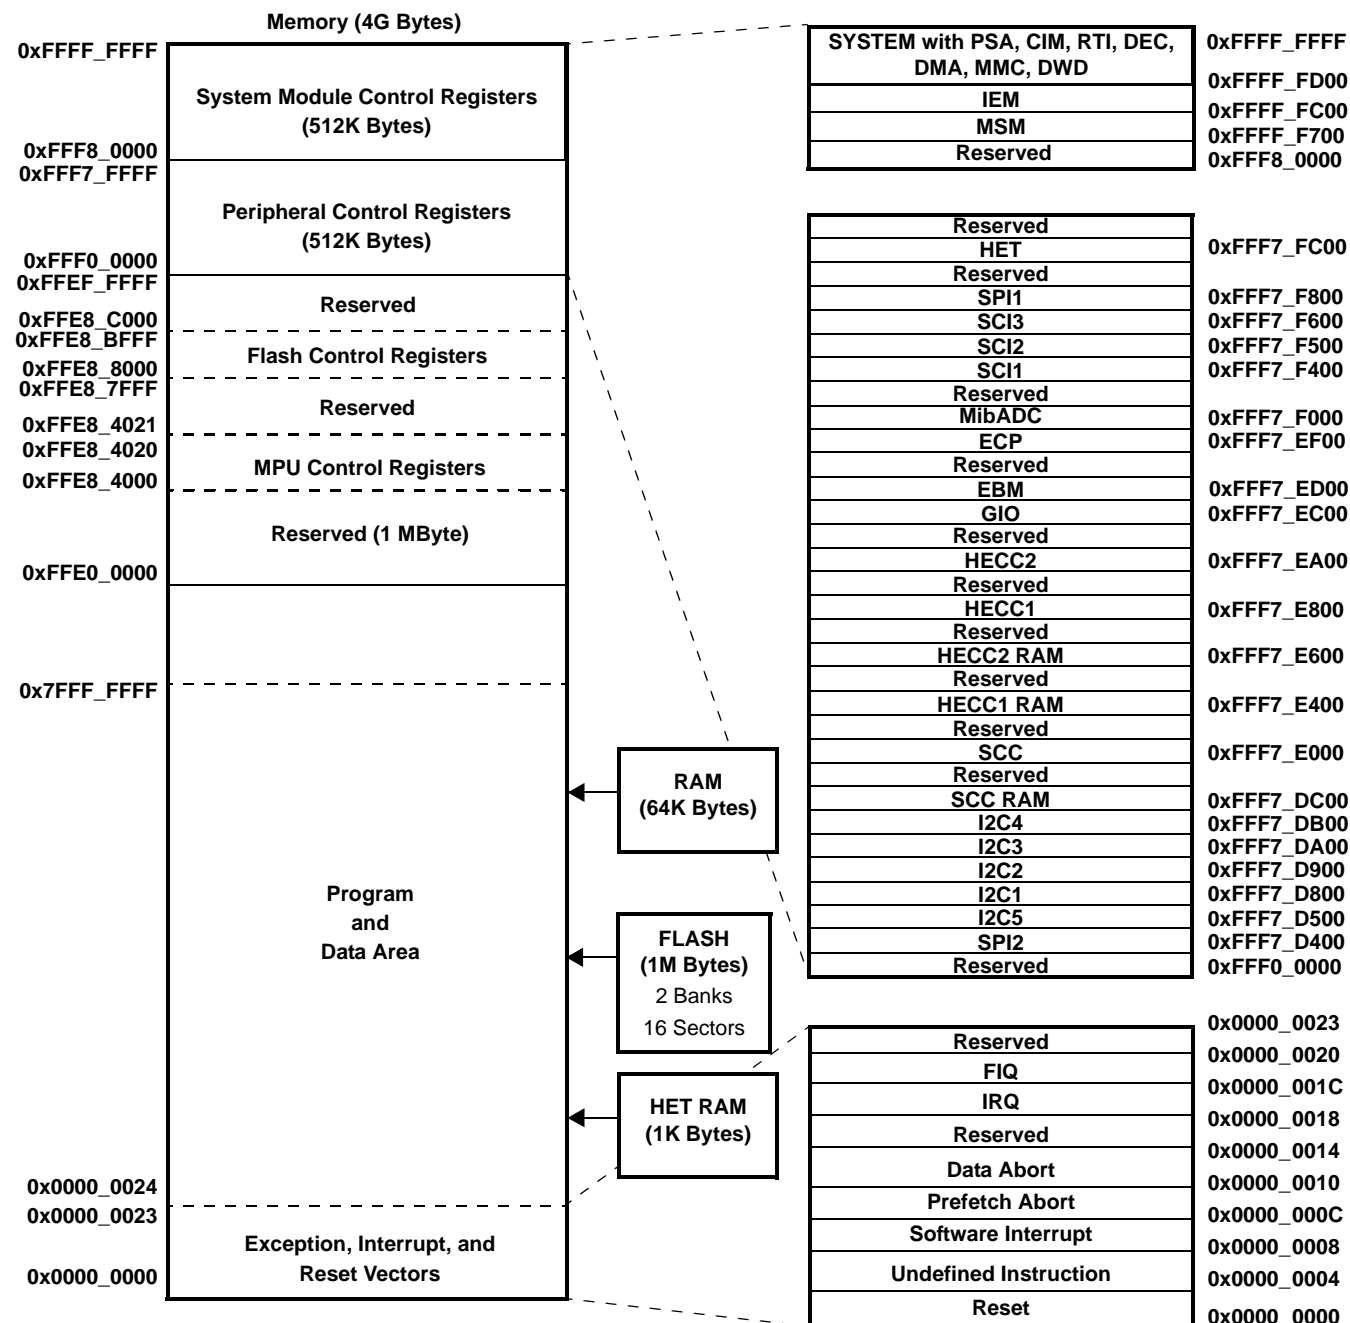 Memory (4G Bytes)
0xFFFF_FFFF
System Module Control Registers
(512K Bytes)
0xFFF8_0000
0xFFF7_FFFF
Peripheral Control Registers
(512K Bytes)
0xFFF0_0000
0xFFEF_FFFF
Reserved
0xFFE8_C000
0xFFE8_BFFF
Flash Control Registers
0xFFE8_8000
0xFFE8_7FFF
Reserved
0xFFE8_4021
0xFFE8_4020
MPU Control Registers
0xFFE8_4000
Reserved (1 MByte)
0xFFE0_0000
0x7FFF_FFFF
Program
and
Data Area
0x0000_0024
0x0000_0023
Exception, Interrupt, and
Reset Vectors
0x0000_0000
RAM
(64K Bytes)
FLASH
(1M Bytes)
2 Banks
16 Sectors
HET RAM
(1K Bytes)
SYSTEM with PSA, CIM, RTI, DEC,
DMA, MMC, DWD
0xFFFF_FFFF
0xFFFF_FD00
IEM
0xFFFF_FC00
MSM
0xFFFF_F700
Reserved
0xFFF8_0000
Reserved
HET 0xFFF7_FC00
Reserved
SPI1 0xFFF7_F800
SCI3 0xFFF7_F600
SCI2 0xFFF7_F500
SCI1 0xFFF7_F400
Reserved
MibADC 0xFFF7_F000
ECP 0xFFF7_EF00
Reserved
EBM 0xFFF7_ED00
GIO 0xFFF7_EC00
Reserved
HECC2 0xFFF7_EA00
Reserved
HECC1 0xFFF7_E800
Reserved
HECC2 RAM 0xFFF7_E600
Reserved
HECC1 RAM 0xFFF7_E400
Reserved
SCC 0xFFF7_E000
Reserved
SCC RAM 0xFFF7_DC00
I2C4 0xFFF7_DB00
I2C3 0xFFF7_DA00
I2C2 0xFFF7_D900
I2C1 0xFFF7_D800
I2C5 0xFFF7_D500
SPI2 0xFFF7_D400
Reserved 0xFFF0_0000
0x0000_0023
Reserved
0x0000_0020
FIQ
0x0000_001C
IRQ
0x0000_0018
Reserved
0x0000_0014
Data Abort
0x0000_0010
Prefetch Abort
0x0000_000C
Software Interrupt
0x0000_0008
Undefined Instruction
0x0000_0004
Reset
0x0000_0000